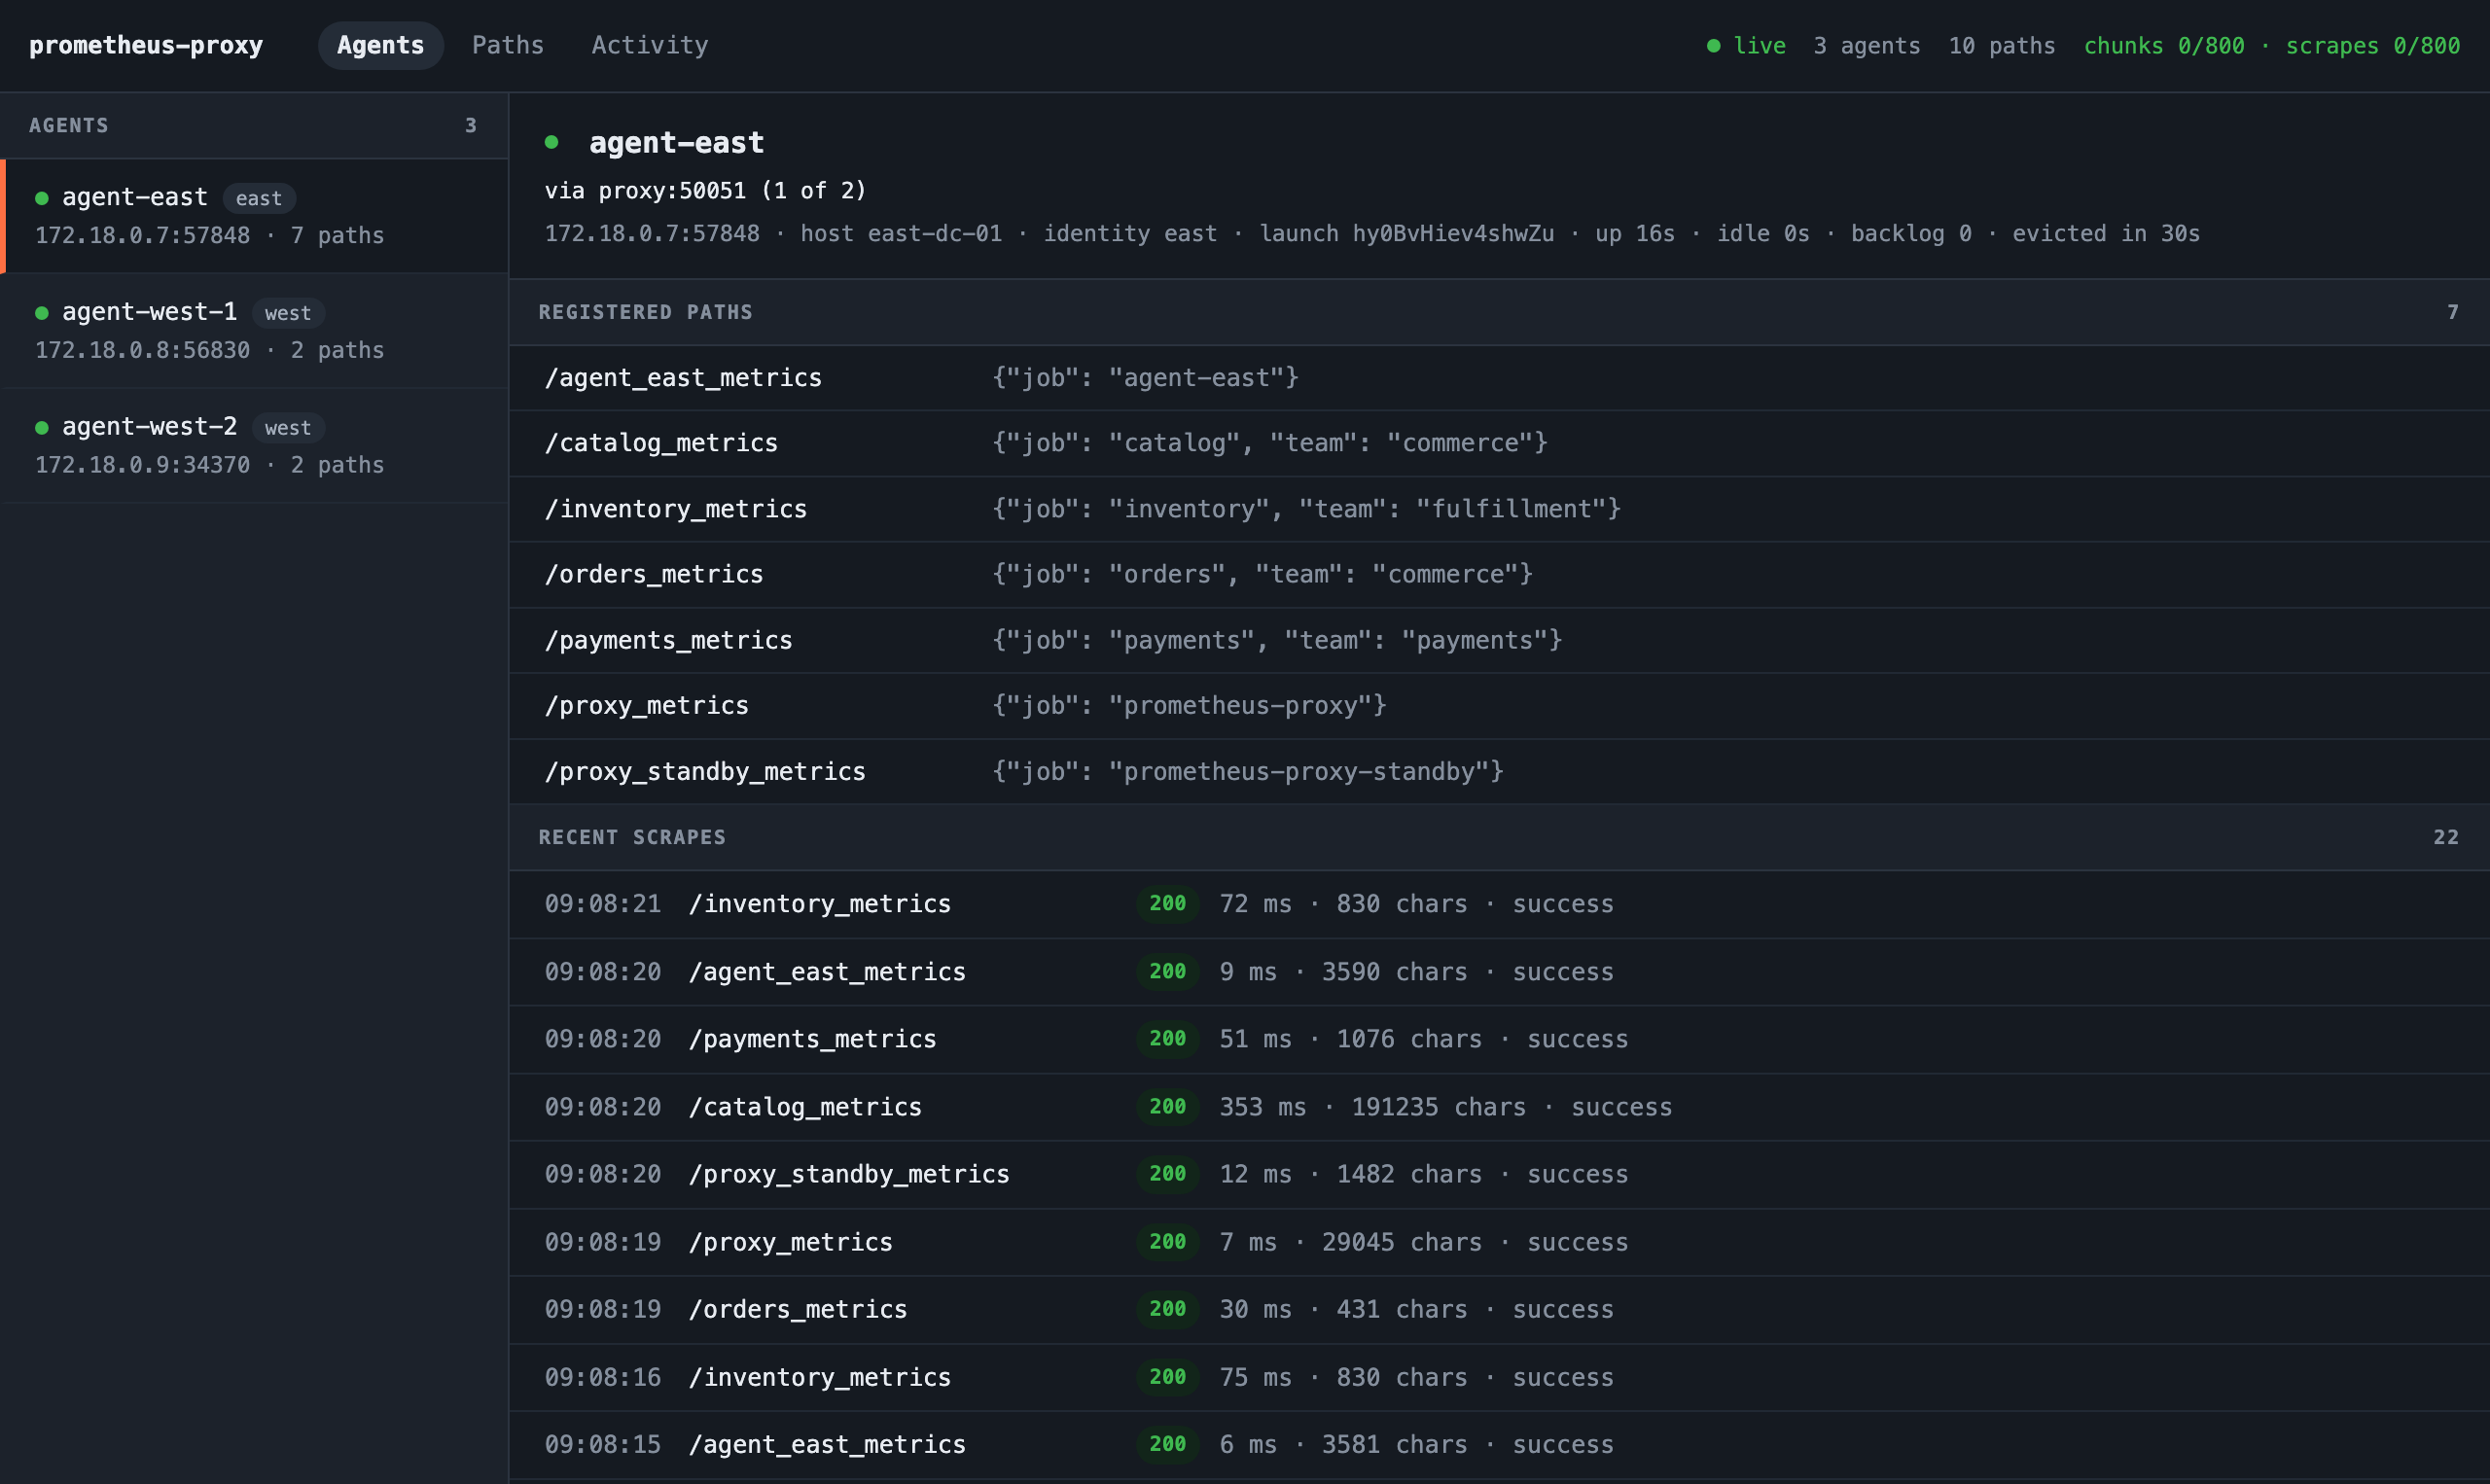 prometheus-proxy Agents Paths Activity live 3 agents 10 paths chunks 0/800 · scrapes 0/800
AGENTS 3
agent-east east
172.18.0.7:57848 · 7 paths
agent-west-1 west
172.18.0.8:56830 · 2 paths
agent-west-2 west
172.18.0.9:34370 · 2 paths
agent-east
via proxy:50051 (1 of 2)
172.18.0.7:57848 · host east-dc-01 · identity east · launch hy0BvHiev4shwZu · up 16s · idle 0s · backlog 0 · evicted in 30s
REGISTERED PATHS 7
/agent_east_metrics {"job": "agent-east"}
/catalog_metrics {"job": "catalog", "team": "commerce"}
/inventory_metrics {"job": "inventory", "team": "fulfillment"}
/orders_metrics {"job": "orders", "team": "commerce"}
/payments_metrics {"job": "payments", "team": "payments"}
/proxy_metrics {"job": "prometheus-proxy"}
/proxy_standby_metrics {"job": "prometheus-proxy-standby"}
RECENT SCRAPES 22
09:08:21 /inventory_metrics 200 72 ms · 830 chars · success
09:08:20 /agent_east_metrics 200 9 ms · 3590 chars · success
09:08:20 /payments_metrics 200 51 ms · 1076 chars · success
09:08:20 /catalog_metrics 200 353 ms · 191235 chars · success
09:08:20 /proxy_standby_metrics 200 12 ms · 1482 chars · success
09:08:19 /proxy_metrics 200 7 ms · 29045 chars · success
09:08:19 /orders_metrics 200 30 ms · 431 chars · success
09:08:16 /inventory_metrics 200 75 ms · 830 chars · success
09:08:15 /agent_east_metrics 200 6 ms · 3581 chars · success